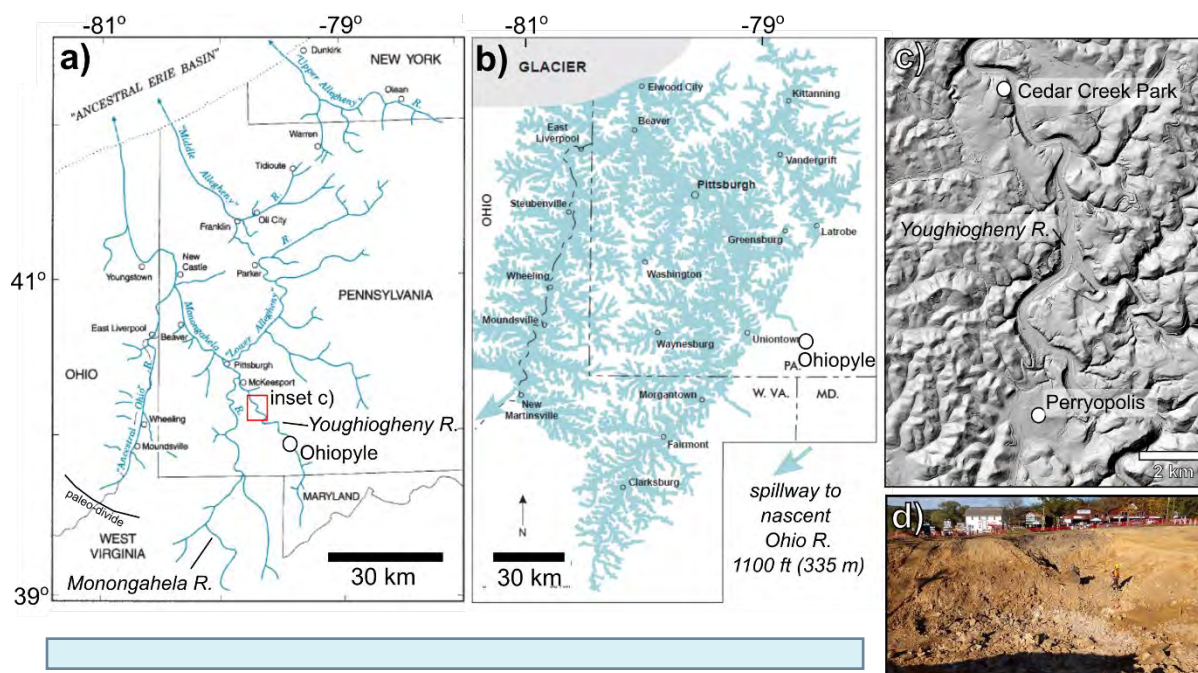 -81°
-79°
a)
Dunkirk
NEW YORK
"ANCESTRAL ERIE BASIN"
"Upper Allegheny"
R.
Olean
Warren
"Middle
Allegheny"
R.
Tidioute
Franklin
Oil City
R.
New
Castle
Parker
41°
Youngstown
PENNSYLVANIA
Monongahela
"Lower Allegheny"
East Liverpool
Beaver
R.
Pittsburgh
OHIO
McKeesport
inset c)
R.
"Ancestral Ohio"
Wheeling
Youghiogheny R.
Moundsville
Ohiopyle
paleo-divide
MARYLAND
WEST
VIRGINIA
Monongahela R.
30 km
39°
-81°
-79°
b)
GLACIER
Elwood City
Kittanning
East
Liverpool
Beaver
Vandergrift
OHIO
Pittsburgh
Steubenville
Greensburg
Latrobe
Wheeling
Washington
Moundsville
Waynesburg
Uniontown
Ohiopyle
PA.
W. VA.
MD.
New
Martinsville
Morgantown
Fairmont
Clarksburg
N
30 km
spillway to
nascent
Ohio R.
1100 ft (335 m)
c)
Cedar Creek Park
Youghiogheny R.
Perryopolis
2 km
d)